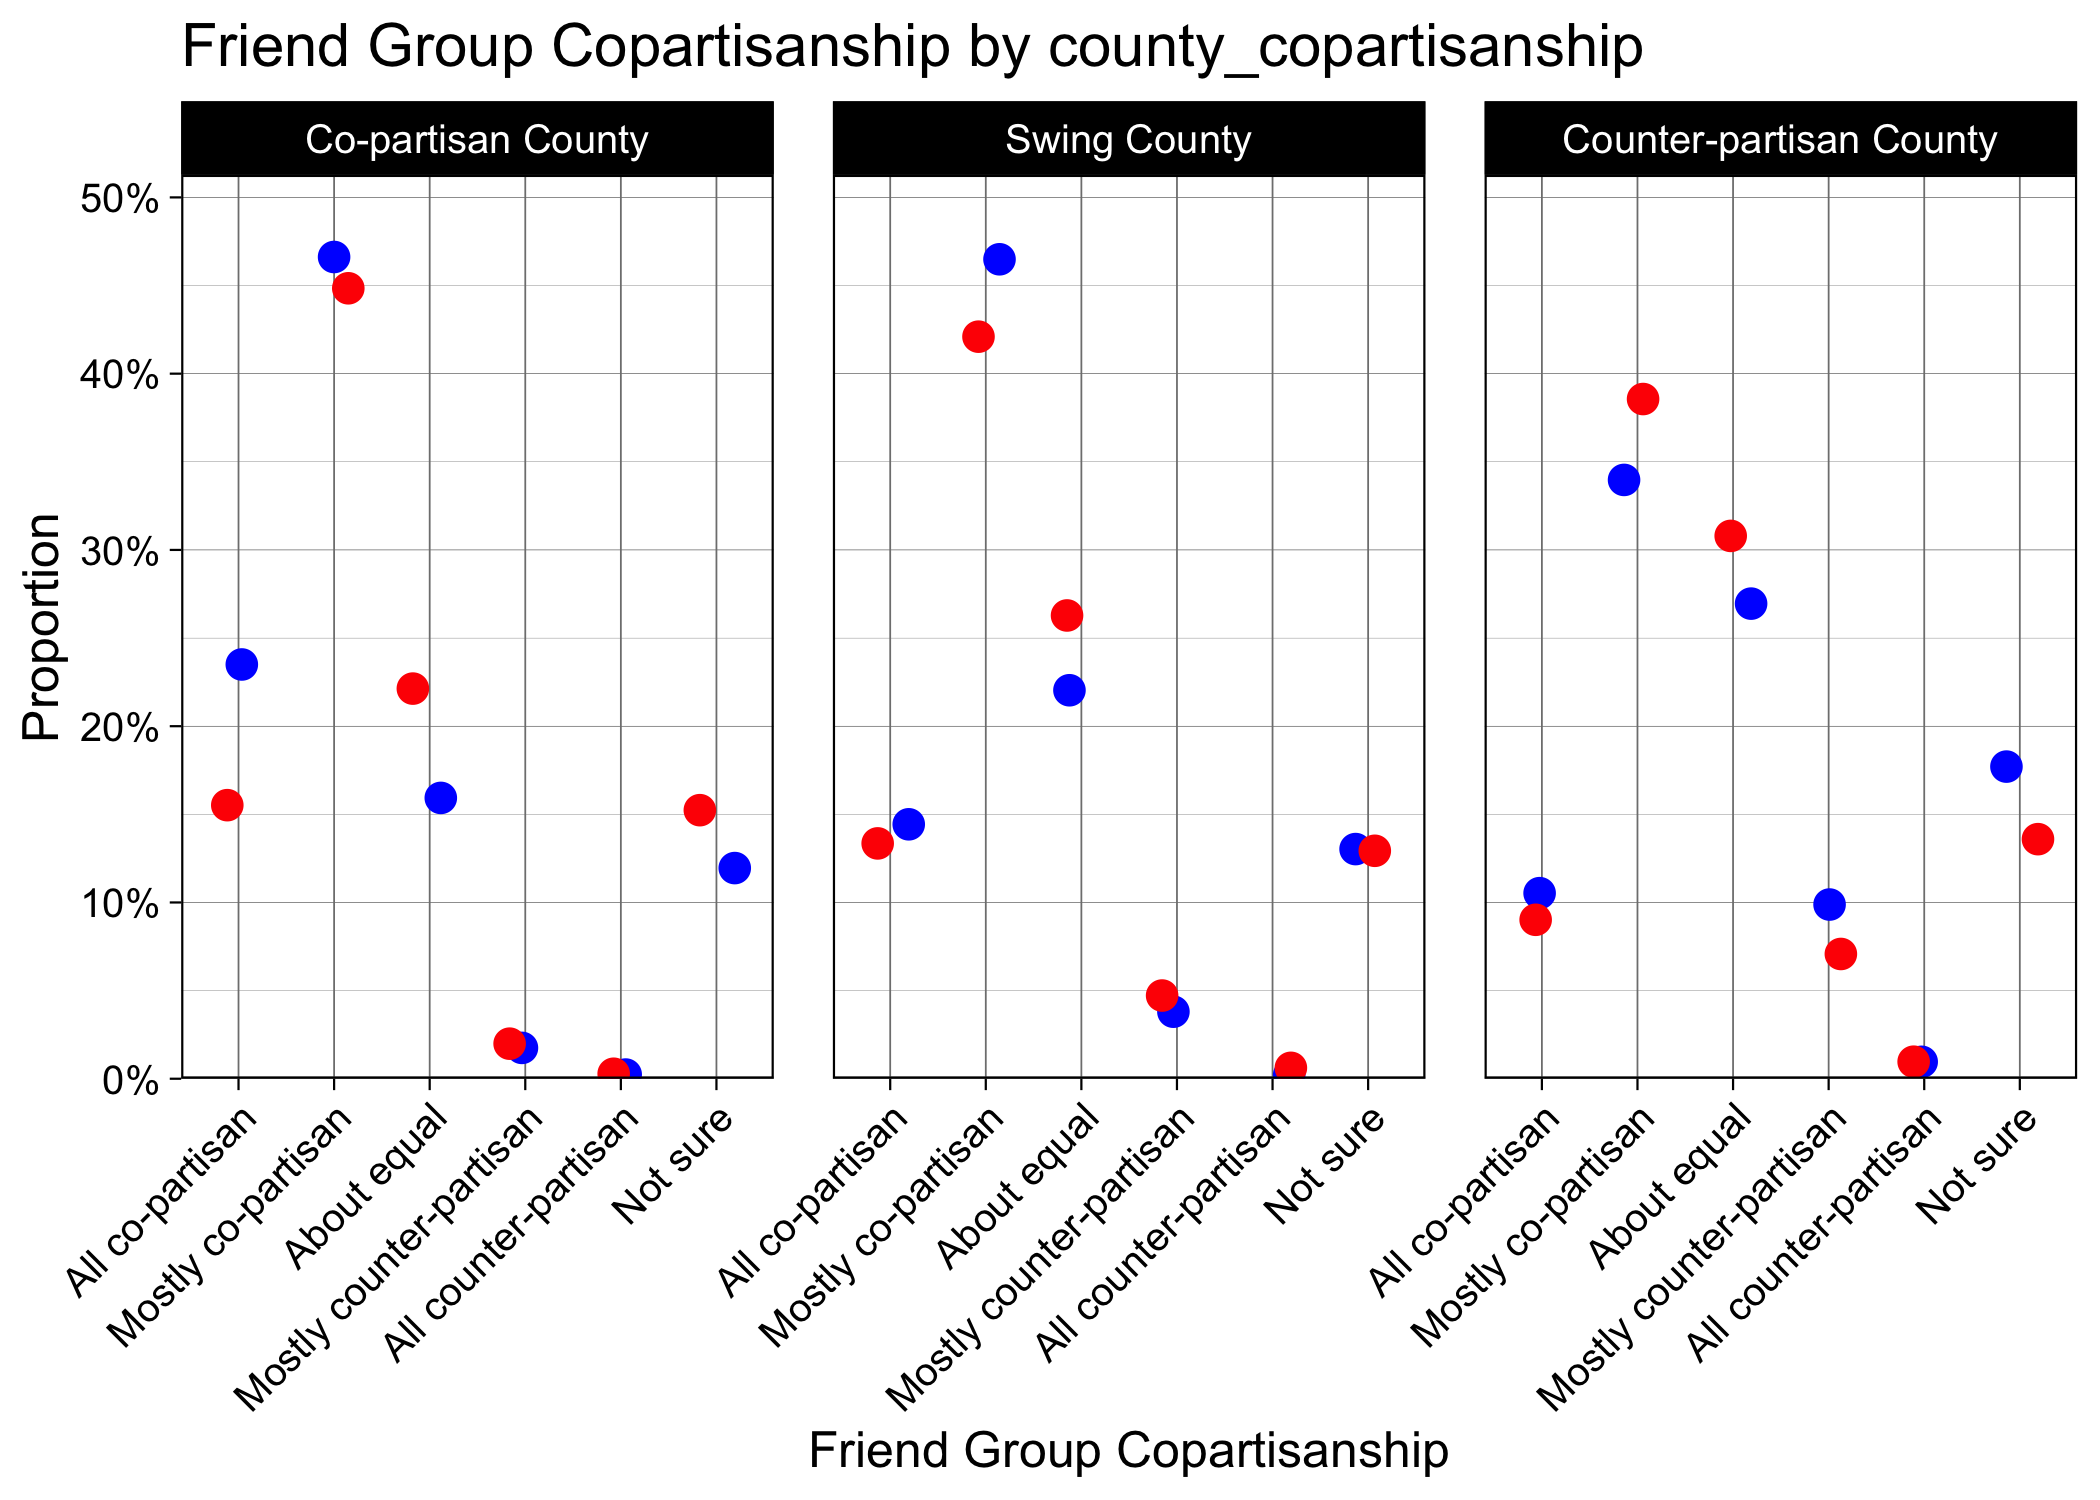 Friend Group Copartisanship by county_copartisanship
Co-partisan County
Swing County
Counter-partisan County
Proportion
50%
40%
30%
20%
10%
0%
All co-partisan
Mostly co-partisan
About equal
Mostly counter-partisan
All counter-partisan
Not sure
All co-partisan
Mostly co-partisan
About equal
Mostly counter-partisan
All counter-partisan
Not sure
All co-partisan
Mostly co-partisan
About equal
Mostly counter-partisan
All counter-partisan
Not sure
Friend Group Copartisanship